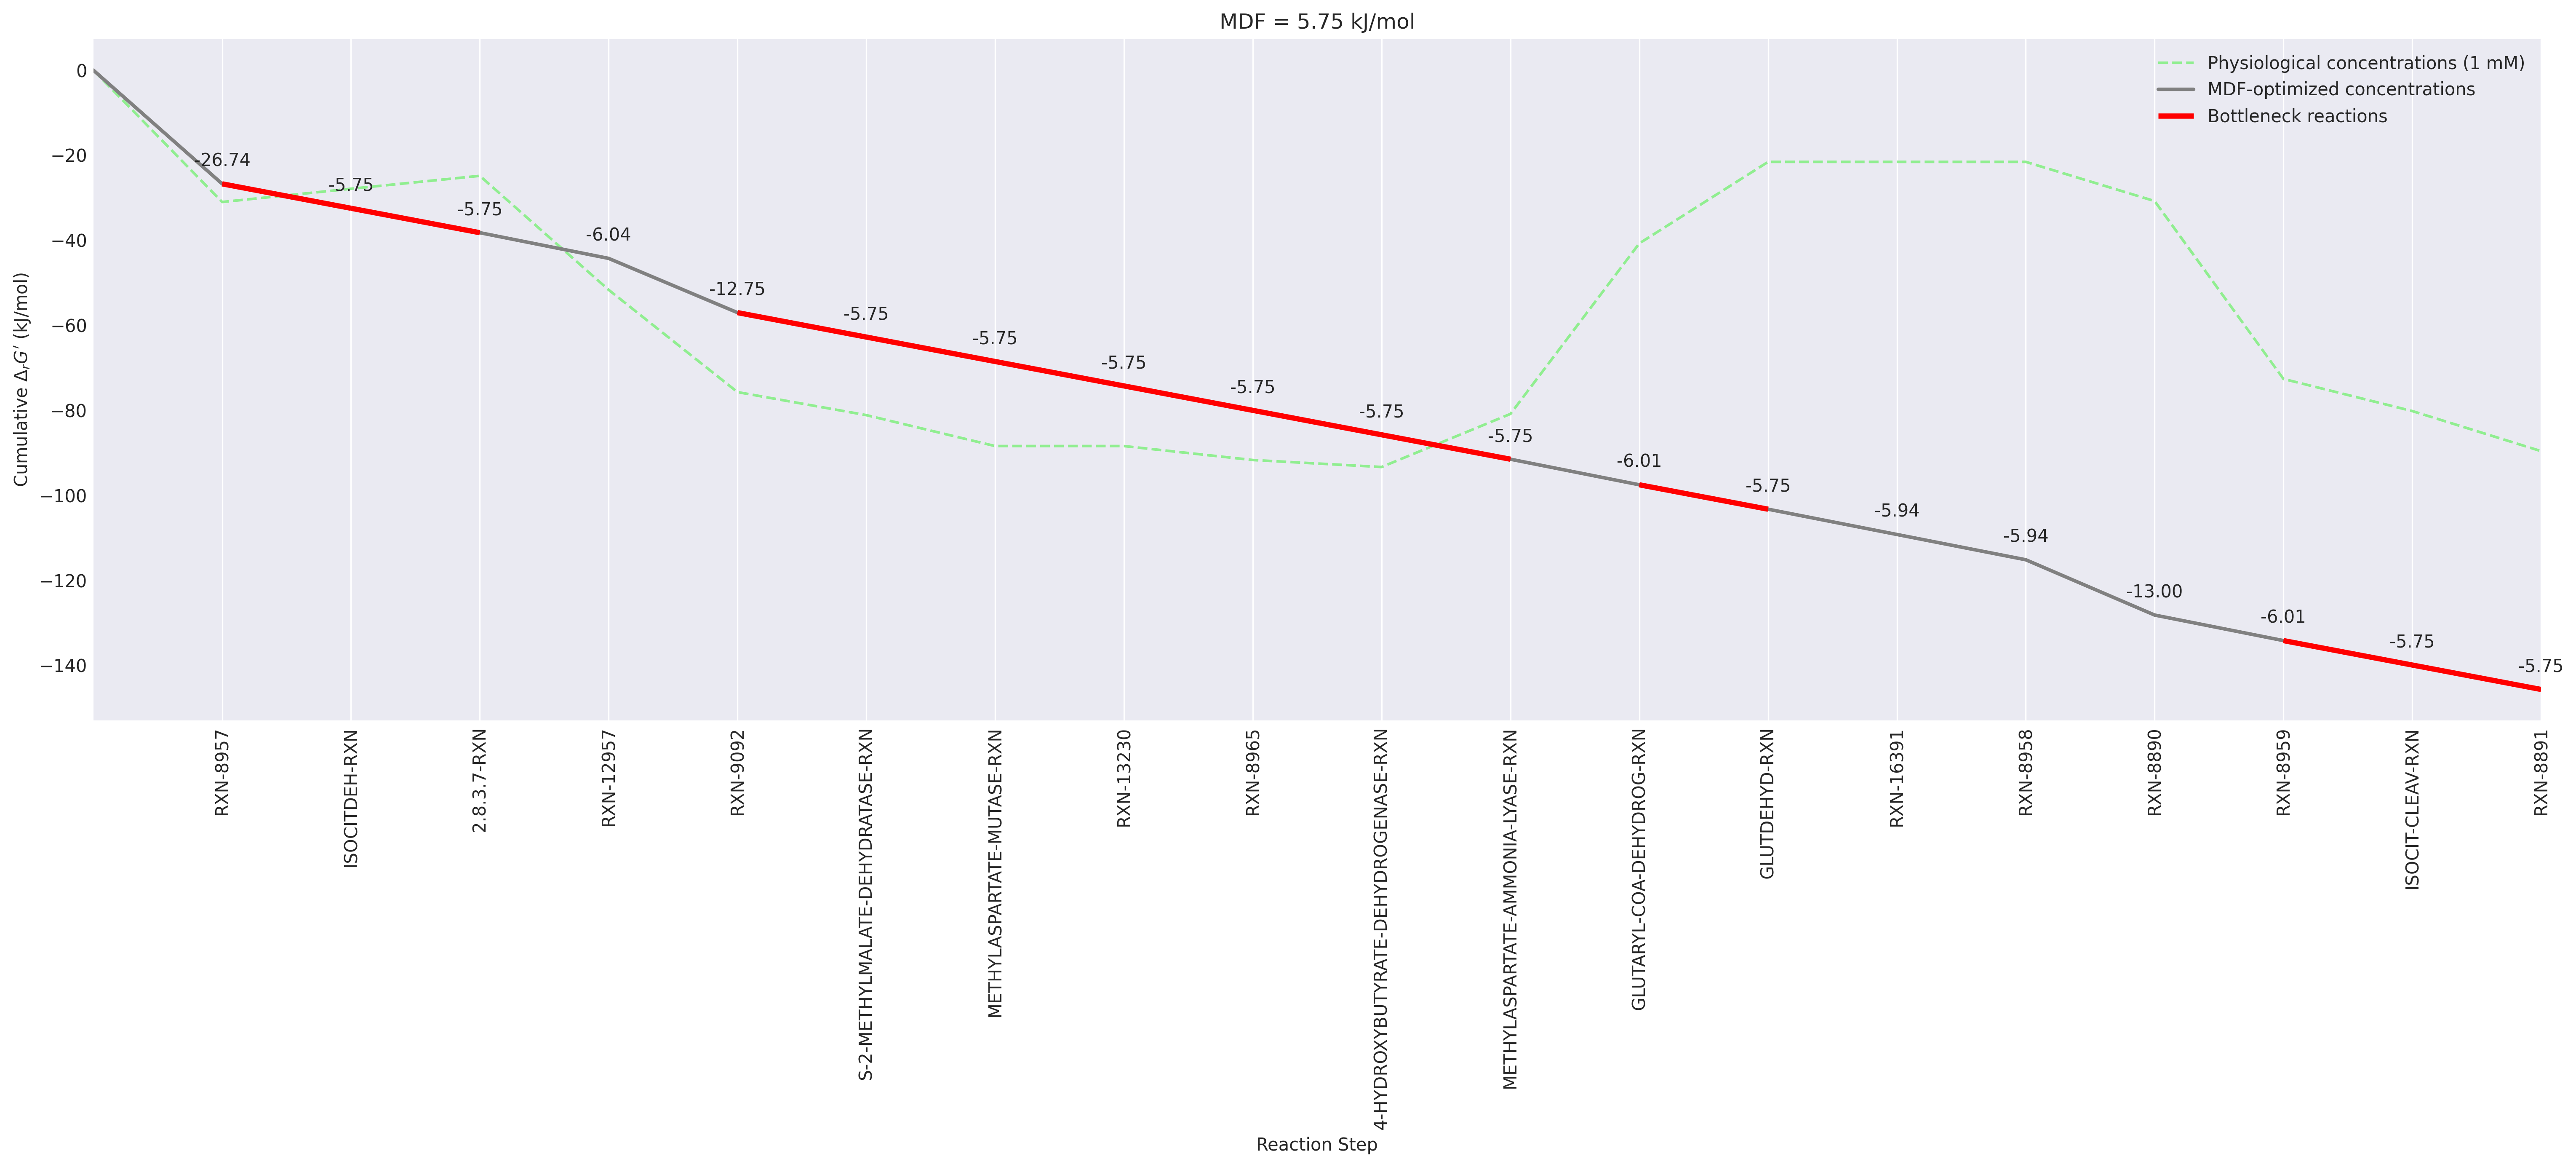 MDF = 5.75 kJ/mol
Physiological concentrations (1 mM)
MDF-optimized concentrations
Bottleneck reactions
Cumulative ΔrG′ (kJ/mol)
0
−20
−40
−60
−80
−100
−120
−140
-26.74
-5.75
-5.75
-6.04
-12.75
-5.75
-5.75
-5.75
-5.75
-5.75
-5.75
-6.01
-5.75
-5.94
-5.94
-13.00
-6.01
-5.75
-5.75
RXN-8957
ISOCITDEH-RXN
2.8.3.7-RXN
RXN-12957
RXN-9092
S-2-METHYLMALATE-DEHYDRATASE-RXN
METHYLASPARTATE-MUTASE-RXN
RXN-13230
RXN-8965
4-HYDROXYBUTYRATE-DEHYDROGENASE-RXN
METHYLASPARTATE-AMMONIA-LYASE-RXN
GLUTARYL-COA-DEHYDROG-RXN
GLUTDEHYD-RXN
RXN-16391
RXN-8958
RXN-8890
RXN-8959
ISOCIT-CLEAV-RXN
RXN-8891
Reaction Step